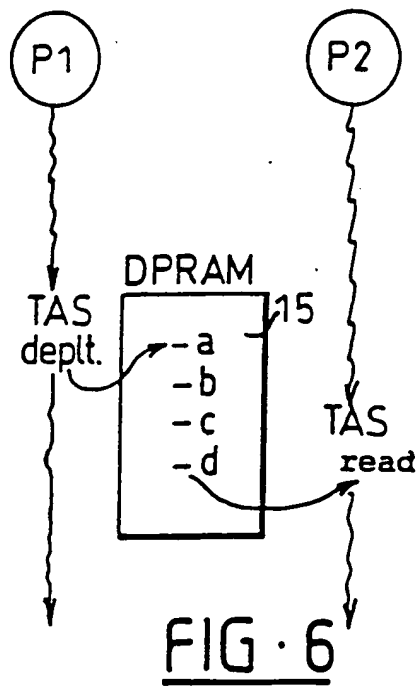 P1
P2
DPRAM
15
TAS
deplt.
- a
- b
- c
- d
TAS
read
FIG. 6